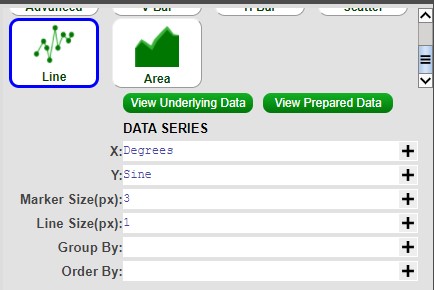 Advanced V Bar H Bar Scatter
Line Area
View Underlying Data View Prepared Data
DATA SERIES
X: Degrees +
Y: Sine +
Marker Size(px): 3 +
Line Size(px): 1 +
Group By: +
Order By: +